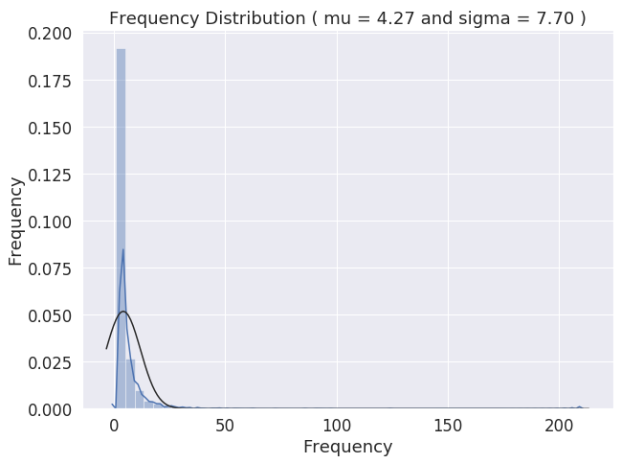 Frequency Distribution ( mu = 4.27 and sigma = 7.70 )
0.200
0.175
0.150
0.125
0.100
0.075
0.050
0.025
0.000
Frequency
0 50 100 150 200
Frequency